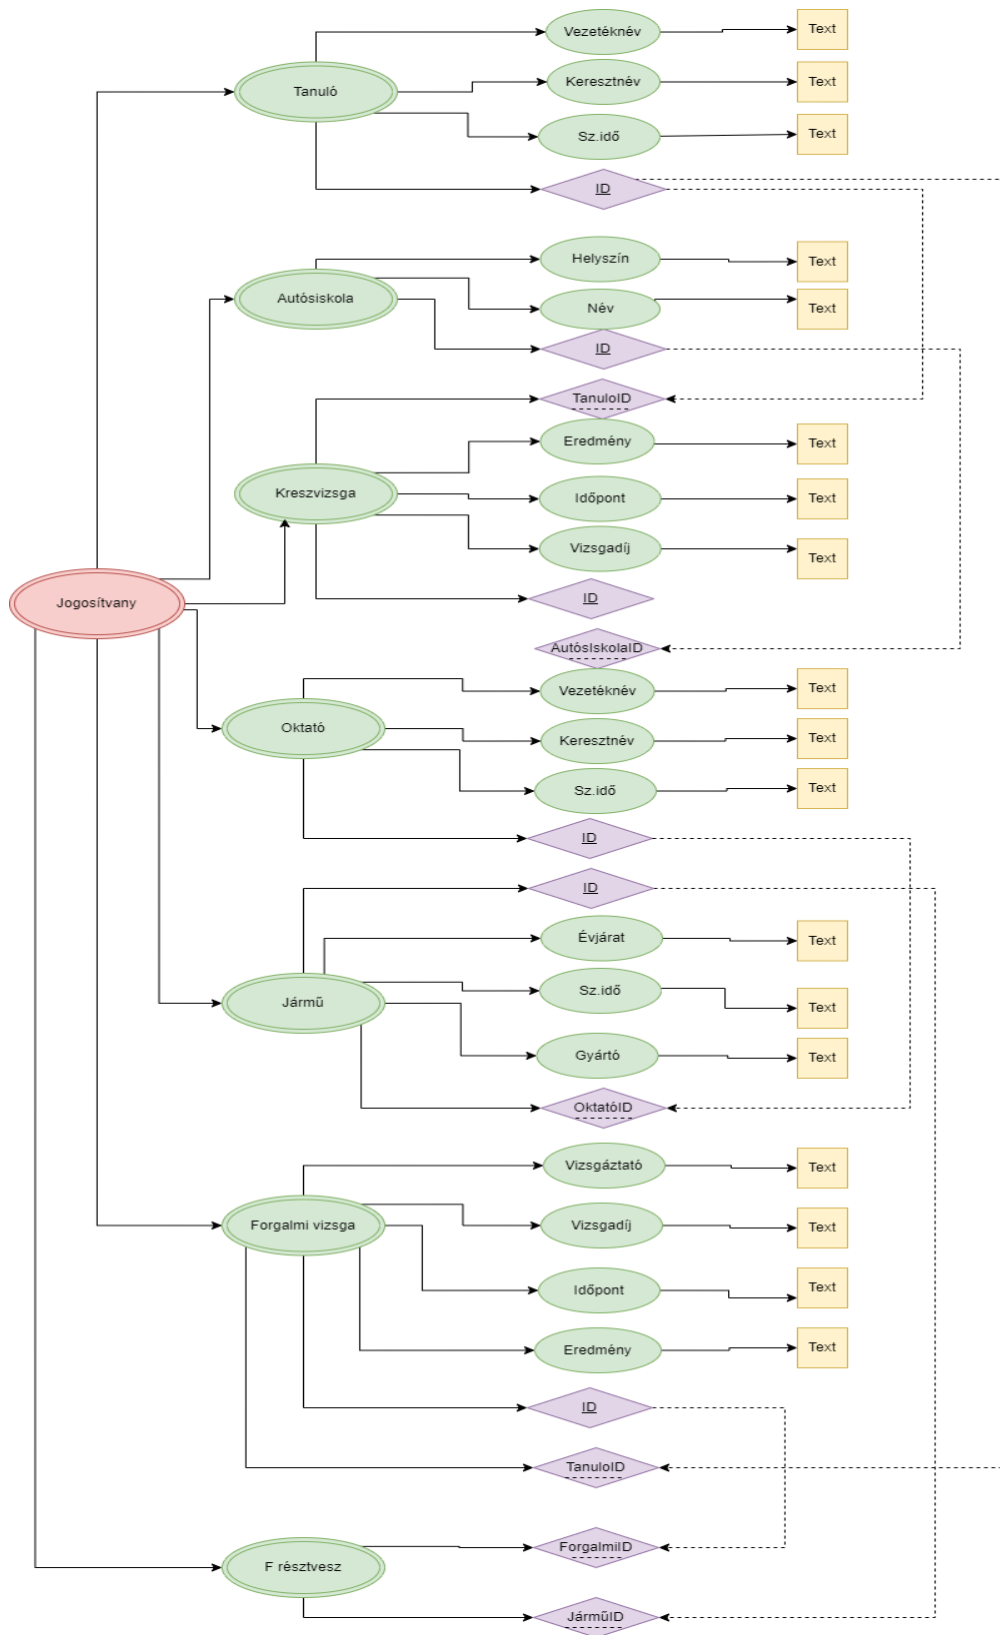 Vezetéknév
Text
Tanuló
Keresztnév
Text
Sz.idő
Text
ID
Helyszín
Text
Autósiskola
Név
Text
ID
TanuloID
Eredmény
Text
Kreszvizsga
Időpont
Text
Vizsgadíj
Text
ID
Jogosítvany
AutósIskolaID
Vezetéknév
Text
Oktató
Keresztnév
Text
Sz.idő
Text
ID
ID
Évjárat
Text
Jármű
Sz.idő
Text
Gyártó
Text
OktatóID
Vizsgáztató
Text
Forgalmi vizsga
Vizsgadíj
Text
Időpont
Text
Eredmény
Text
ID
TanuloID
F résztvesz
ForgalmiID
JárműID